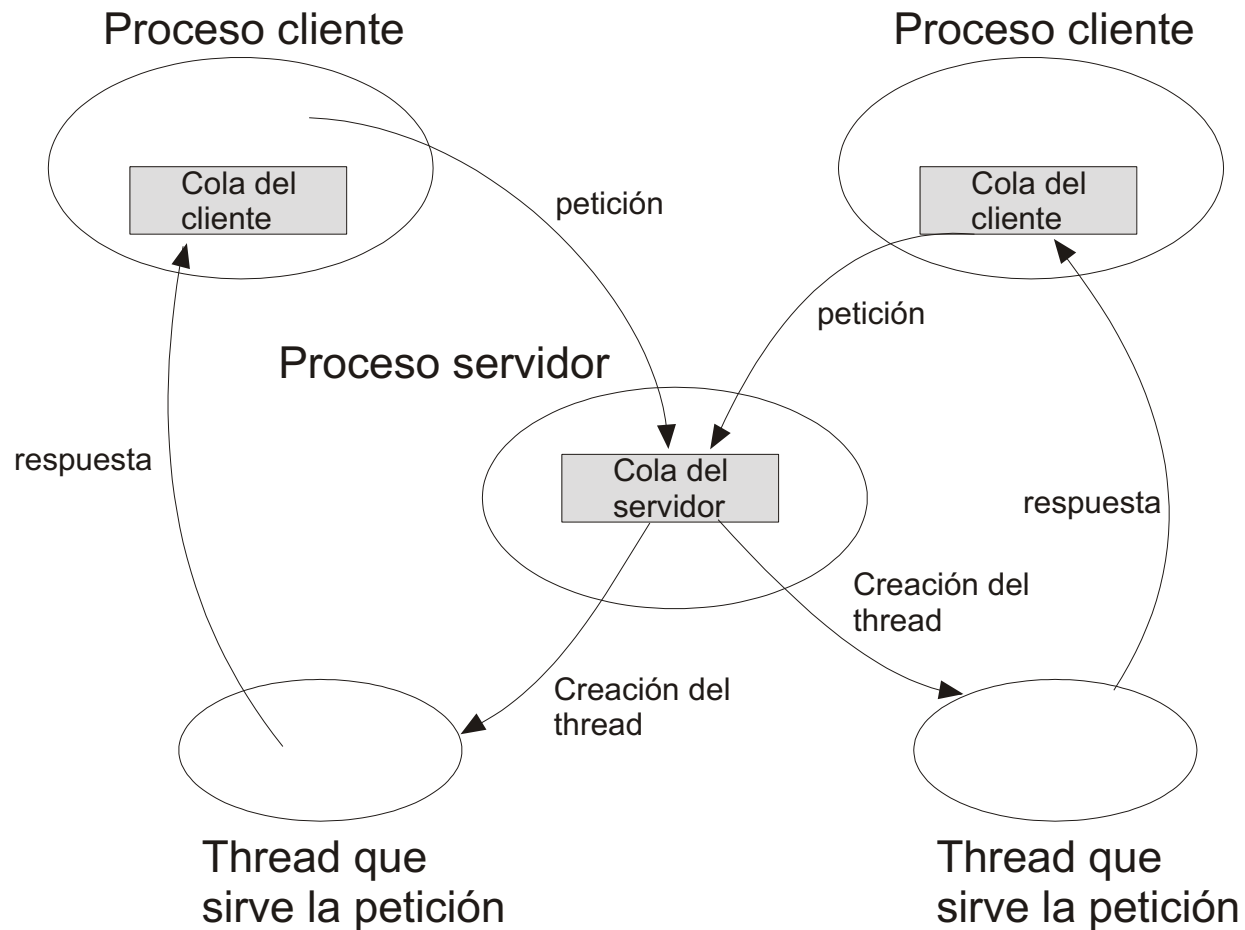 Proceso cliente
Proceso cliente
Cola del
cliente
Cola del
cliente
petición
petición
Proceso servidor
respuesta
Cola del
servidor
respuesta
Creación del
thread
Creación del
thread
Thread que
sirve la petición
Thread que
sirve la petición